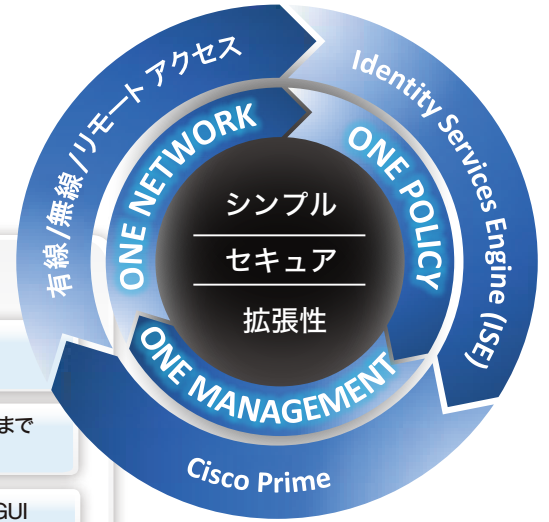 有線/無線/リモートアクセス
Identity Services Engine (ISE)
ONE NETWORK
ONE POLICY
シンプル
セキュア
拡張性
ONE MANAGEMENT
Cisco Prime
まで
GUI